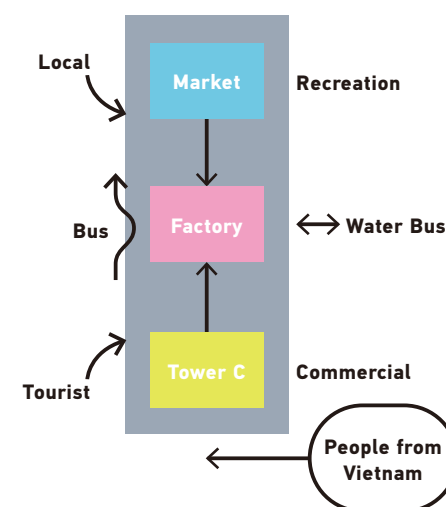 Local
Market
Recreation
Bus
Factory
Water Bus
Tourist
Tower C
Commercial
People from
Vietnam